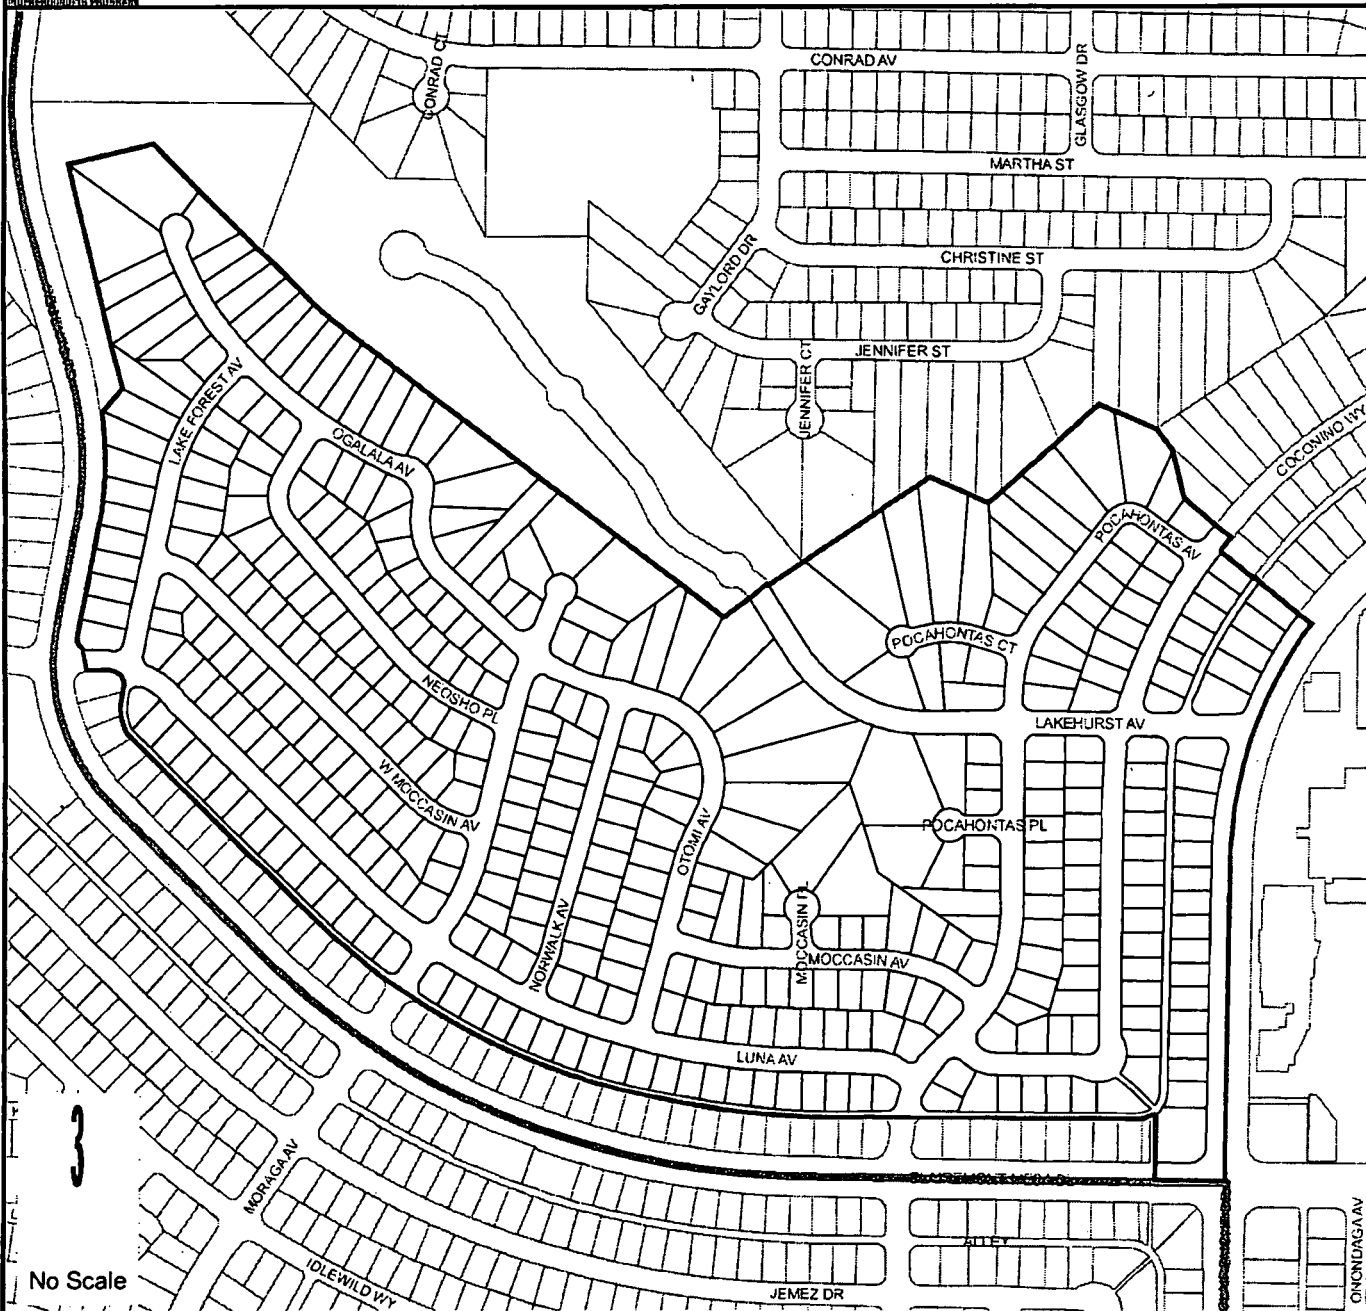 CONRAD CT
CONRAD AV
GLASGOW DR
MARTHA ST
GAYLORD DR
CHRISTINE ST
JENNIFER ST
JENNIFER CT
LAKE FOREST AV
OGALALA AV
COCONINO WY
POCAHONTAS AV
POCAHONTAS CT
NEOSHO PL
LAKEHURST AV
W MOCCASIN AV
OTOMI AV
POCAHONTAS PL
NORWALK AV
MOCCASIN PL
MOCCASIN AV
LUNA AV
3
MORAGA AV
ALLEY
ONONDAGA AV
No Scale
IDLEWILD WY
JEMEZ DR